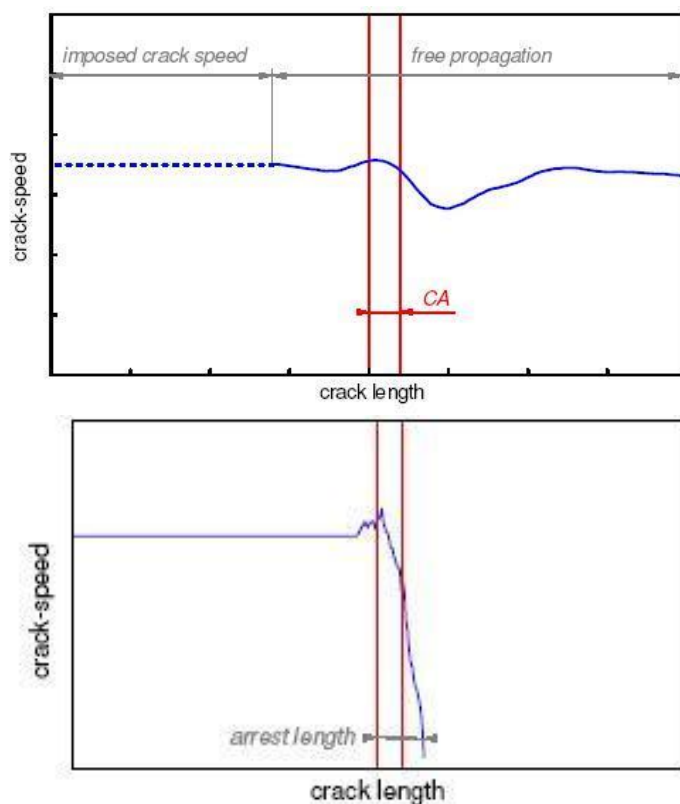 imposed crack speed
free propagation
crack-speed
CA
crack length
crack-speed
arrest length
crack length